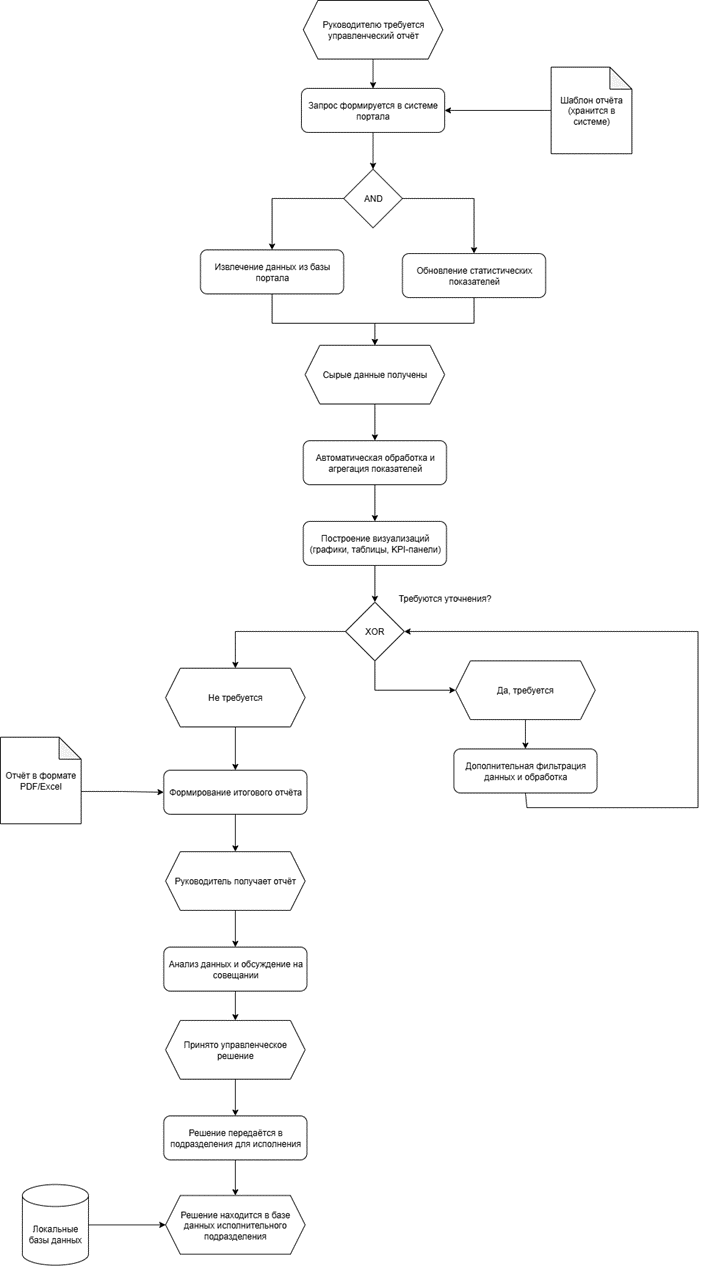 Руководителю требуется
управленческий отчёт
Запрос формируется в системе
портала
Шаблон отчёта
(хранится в
системе)
AND
Извлечение данных из базы
портала
Обновление статистических
показателей
Сырые данные получены
Автоматическая обработка и
агрегация показателей
Построение визуализаций
(графики, таблицы, KPI-панели)
Требуются уточнения?
XOR
Не требуется
Да, требуется
Отчёт в формате
PDF/Excel
Формирование итогового отчёта
Дополнительная фильтрация
данных и обработка
Руководитель получает отчёт
Анализ данных и обсуждение на
совещании
Принято управленческое
решение
Решение передаётся в
подразделения для исполнения
Локальные
базы данных
Решение находится в базе
данных исполнительного
подразделения